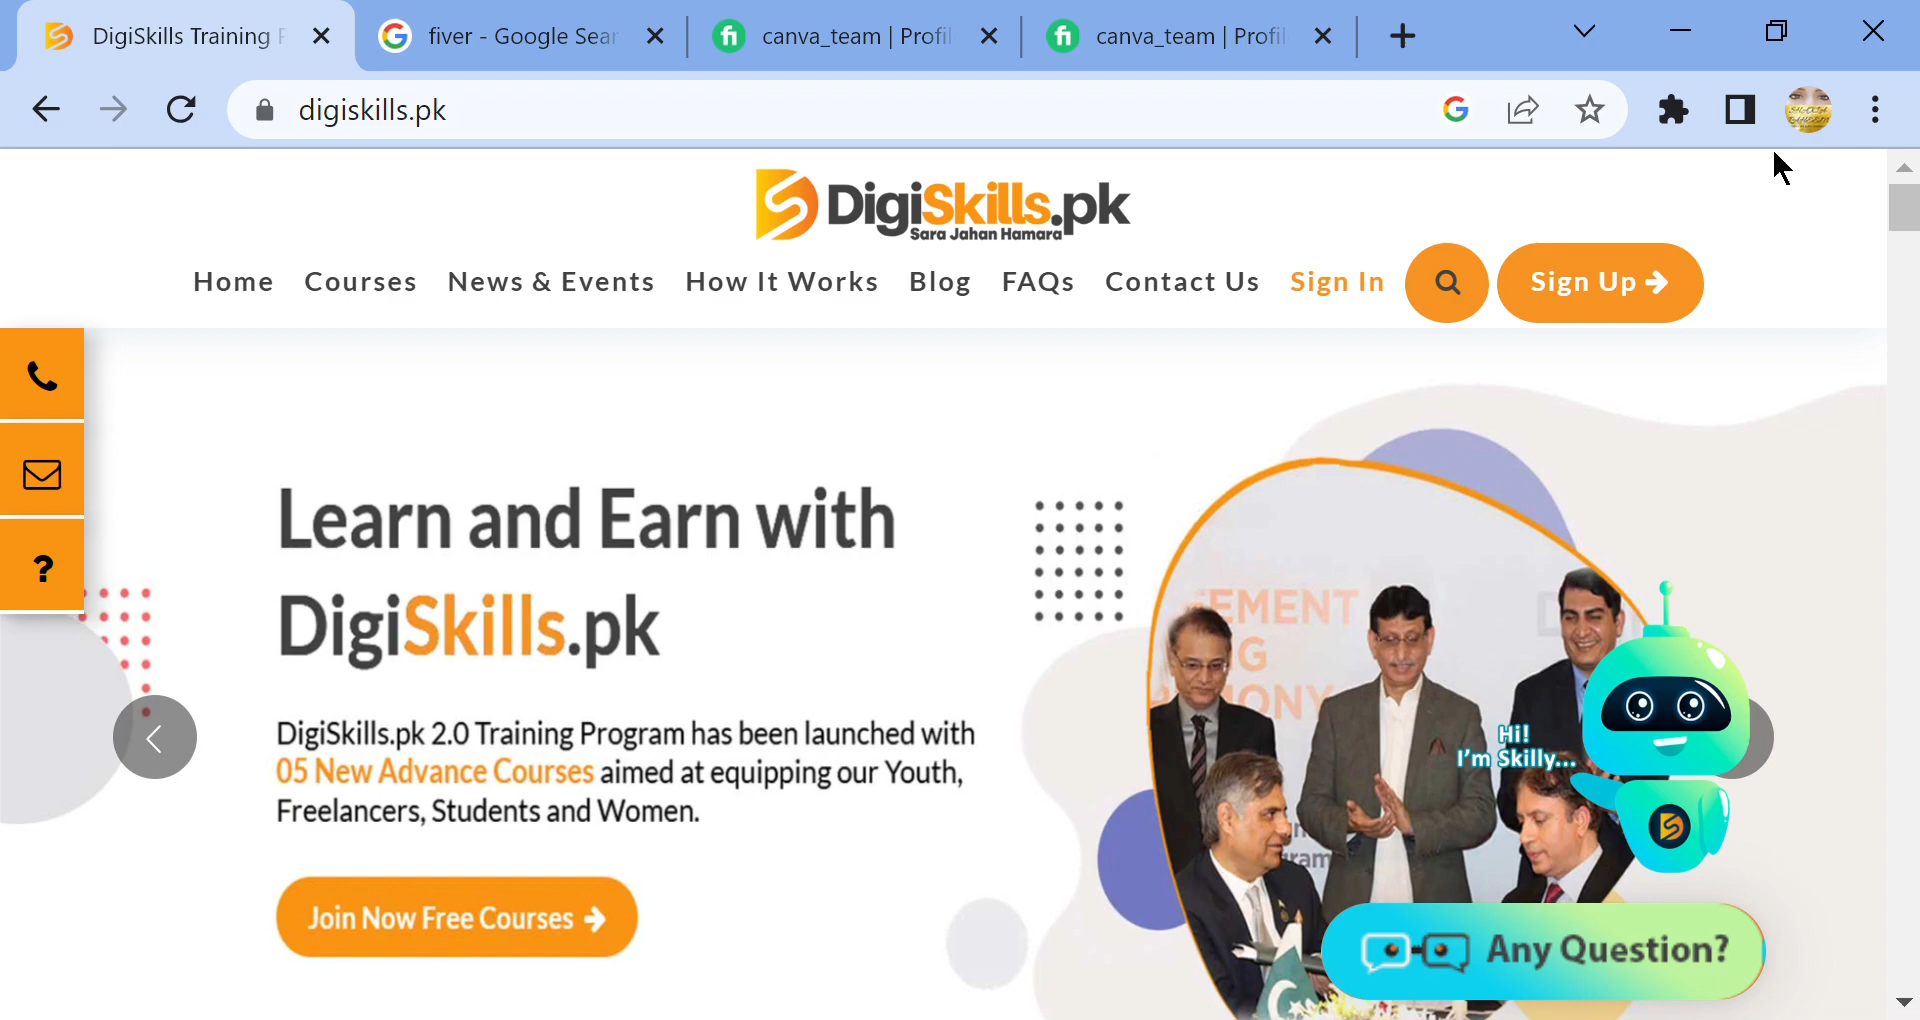 DigiSkills Training
fiver - Google Sear
canva_team | Profil
canva_team | Profil
digiskills.pk
DigiSkills.pk
Sara Jahan Hamara
Home Courses News & Events How It Works Blog FAQs Contact Us Sign In Sign Up
?
Learn and Earn with
DigiSkills.pk
DigiSkills.pk 2.0 Training Program has been launched with
05 New Advance Courses aimed at equipping our Youth,
Freelancers, Students and Women.
Join Now Free Courses
EMENT
G
ONY
Hi!
I'm Skilly...
Any Question?